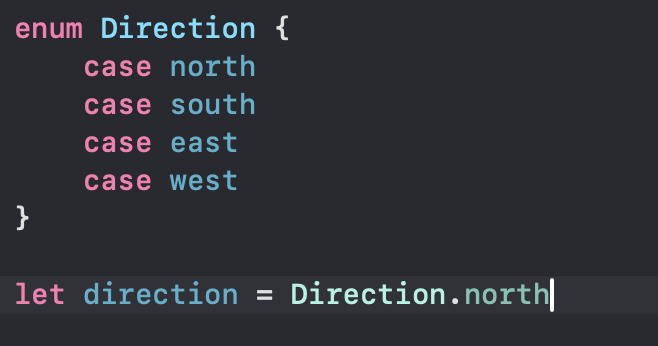 enum Direction {
    case north
    case south
    case east
    case west
}
let direction = Direction.north